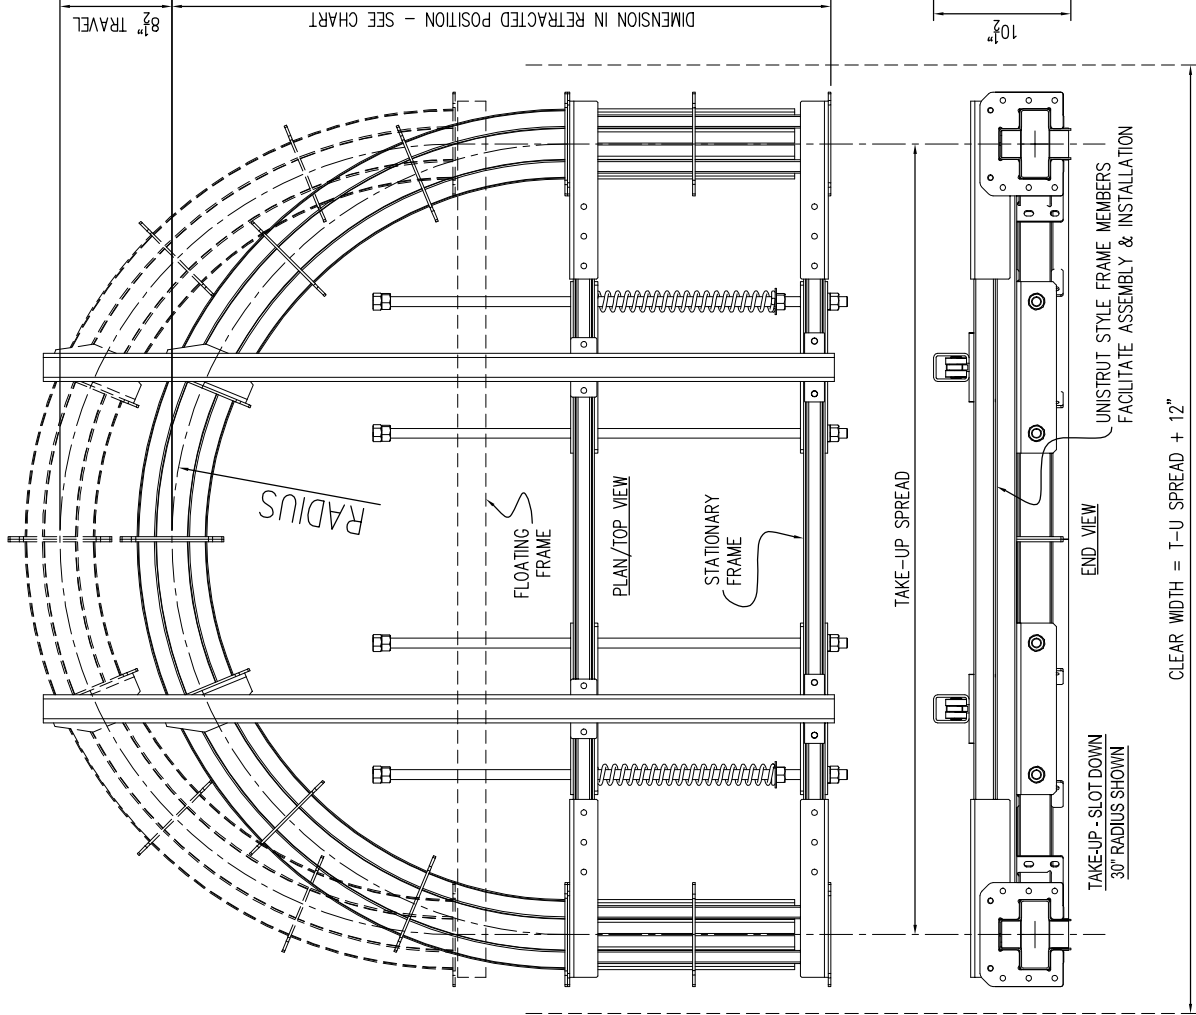 8½" TRAVEL
DIMENSION IN RETRACTED POSITION - SEE CHART
10½"
RADIUS
FLOATING
FRAME
PLAN/TOP VIEW
STATIONARY
FRAME
TAKE-UP SPREAD
UNISTRUT STYLE FRAME MEMBERS
FACILITATE ASSEMBLY & INSTALLATION
END VIEW
CLEAR WIDTH = T-U SPREAD + 12"
TAKE-UP - SLOT DOWN
30" RADIUS SHOWN